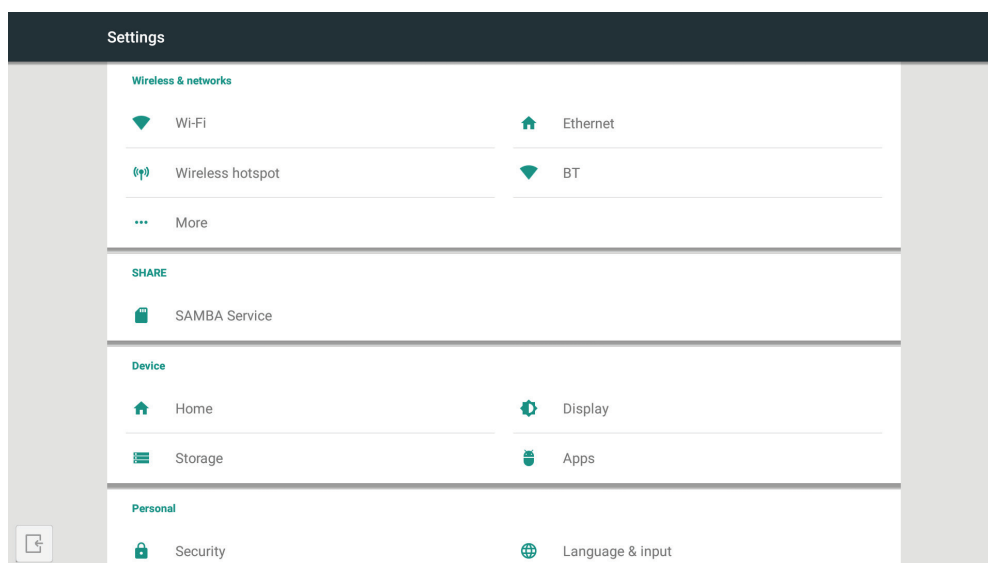 Settings
Wireless & networks
Wi-Fi
Ethernet
Wireless hotspot
BT
More
SHARE
SAMBA Service
Device
Home
Display
Storage
Apps
Personal
Security
Language & input